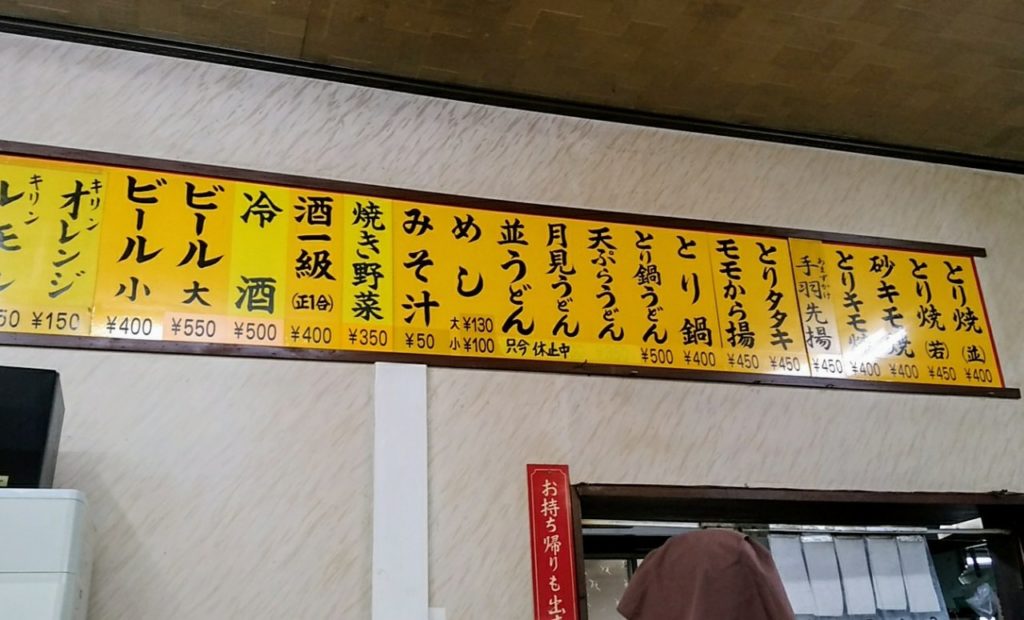 とり焼(並) ¥400
とり焼(若) ¥450
砂キモ焼 ¥400
とりキモ焼 ¥400
手羽先揚 ¥450
とりタタキ ¥450
モモから揚 ¥450
とり鍋 ¥400
とり鍋うどん ¥500
天ぷらうどん
月見うどん
並うどん
只今休止中
めし 大¥130 小¥100
みそ汁 ¥50
焼き野菜 ¥350
酒一級(正1合) ¥400
冷酒 ¥500
ビール大 ¥550
ビール小 ¥400
キリンオレンジ ¥150
キリンレモン 50
お持ち帰りも出